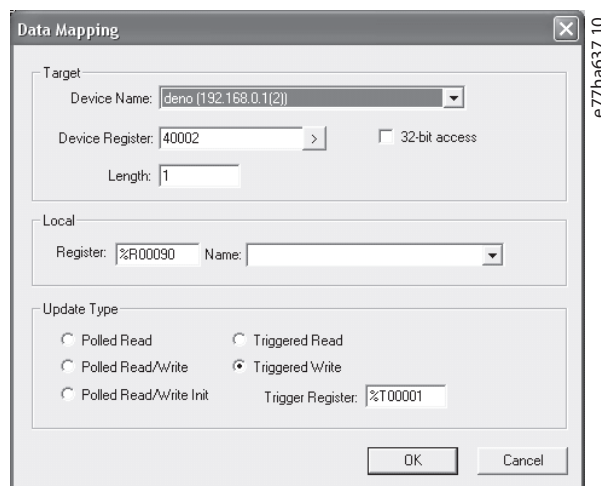 Data Mapping
Target
Device Name: deno (192.168.0.1(2))
Device Register: 40002 > 32-bit access
Length: 1
Local
Register: %R00090 Name:
Update Type
Polled Read Triggered Read
Polled Read/Write Triggered Write
Polled Read/Write Init Trigger Register: %T00001
OK Cancel
e77ha637.10